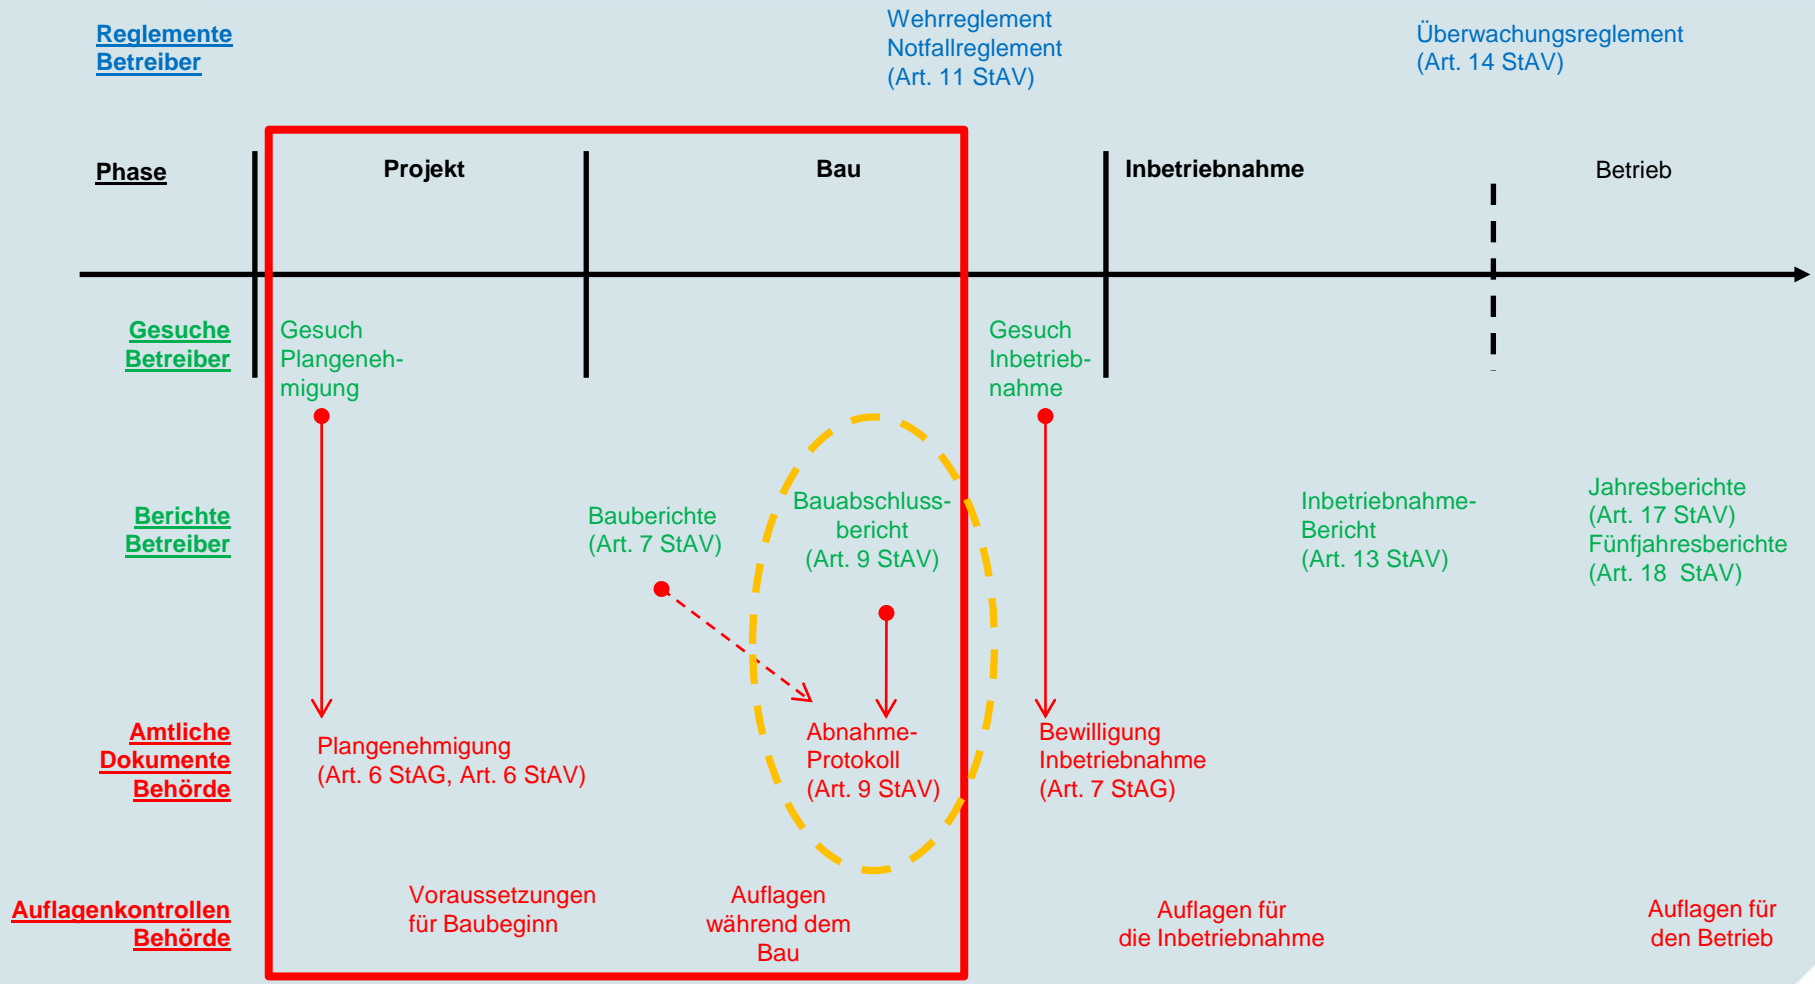 Reglemente
Betreiber
Wehrreglement
Notfallreglement
(Art. 11 StAV)
Überwachungsreglement
(Art. 14 StAV)
Phase
Projekt
Bau
Inbetriebnahme
Betrieb
Gesuche
Betreiber
Gesuch
Plangeneh-
migung
Gesuch
Inbetrieb-
nahme
Berichte
Betreiber
Bauberichte
(Art. 7 StAV)
Bauabschluss-
bericht
(Art. 9 StAV)
Inbetriebnahme-
Bericht
(Art. 13 StAV)
Jahresberichte
(Art. 17 StAV)
Fünfjahresberichte
(Art. 18  StAV)
Amtliche
Dokumente
Behörde
Plangenehmigung
(Art. 6 StAG, Art. 6 StAV)
Abnahme-
Protokoll
(Art. 9 StAV)
Bewilligung
Inbetriebnahme
(Art. 7 StAG)
Auflagenkontrollen
Behörde
Voraussetzungen
für Baubeginn
Auflagen
während dem
Bau
Auflagen für
die Inbetriebnahme
Auflagen für
den Betrieb